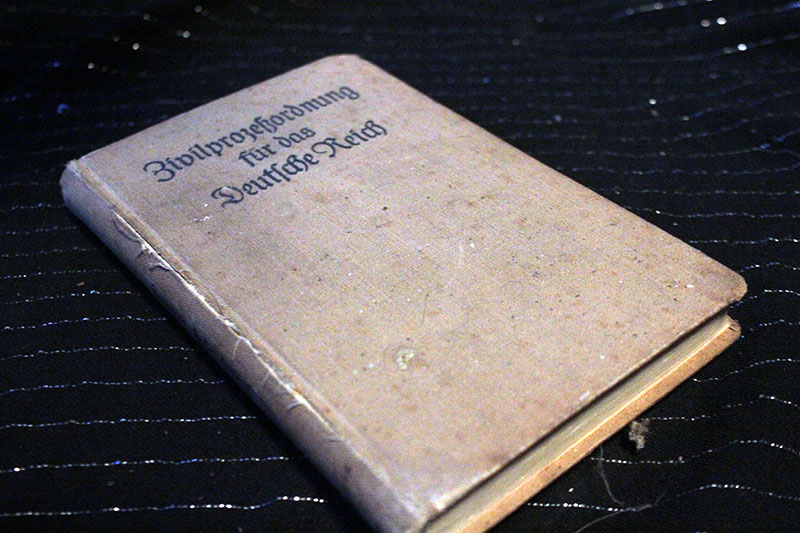 Zivilprozeßordnung
für das
Deutsche Reich